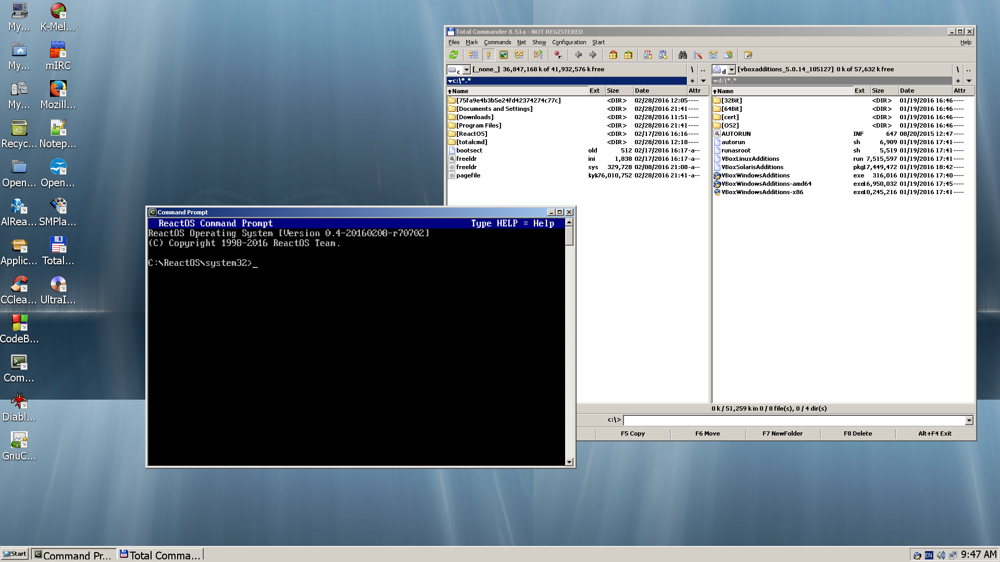 My...
K-Mel...
My...
mIRC
My...
Mozill...
Recyc...
Notep...
Open...
Open...
AlRea...
SMPla...
Applic...
Total...
CClea...
UltraI...
CodeB...
Com...
Diabl...
GnuC...
Total Commander 8.51a - NOT REGISTERED
Files Mark Commands Net Show Configuration Start Help
FTP URL
c [_none_] 36,847,168 k of 41,932,576 k free \ ..
c:\*.* *
Name Ext Size Date Attr
[75fa9e4b3b5e24fd42374274c77c] <DIR> 02/28/2016 12:05----
[Documents and Settings] <DIR> 02/28/2016 21:41----
[Downloads] <DIR> 02/28/2016 11:51----
[Program Files] <DIR> 02/28/2016 21:41----
[ReactOS] <DIR> 02/17/2016 16:16----
[totalcmd] <DIR> 02/28/2016 12:18----
bootsect old 512 02/17/2016 16:17-a--
freeldr ini 1,838 02/17/2016 16:17-a--
freeldr sys 329,728 02/08/2016 21:08-a--
pagefile 76,010,752 02/28/2016 21:41-a--
d [vboxadditions_5.0.14_105127] 0 k of 57,632 k free \ ..
d:\*.* *
Name Ext Size Date Attr
[32Bit] <DIR> 01/19/2016 16:46----
[64Bit] <DIR> 01/19/2016 16:46----
[cert] <DIR> 01/19/2016 16:46----
[OS2] <DIR> 01/19/2016 16:46----
AUTORUN INF 647 08/20/2015 12:47----
autorun sh 6,909 01/19/2016 17:41----
runasroot sh 5,519 01/19/2016 17:41----
VBoxLinuxAdditions run 7,515,597 01/19/2016 17:41----
VBoxSolarisAdditions pkg 17,449,472 01/19/2016 18:42----
VBoxWindowsAdditions exe 316,016 01/19/2016 17:40----
VBoxWindowsAdditions-amd64 exe 16,950,032 01/19/2016 17:45----
VBoxWindowsAdditions-x86 exe 10,245,216 01/19/2016 17:41----
0 k / 51,259 k in 0 / 8 file(s), 0 / 4 dir(s)
c:\>
F5 Copy F6 Move F7 NewFolder F8 Delete Alt+F4 Exit
Command Prompt
ReactOS Command Prompt Type HELP = Help
ReactOS Operating System [Version 0.4-20160208-r70702]
(C) Copyright 1998-2016 ReactOS Team.
C:\ReactOS\system32>_
Start Command Pr... Total Comma... EN 9:47 AM